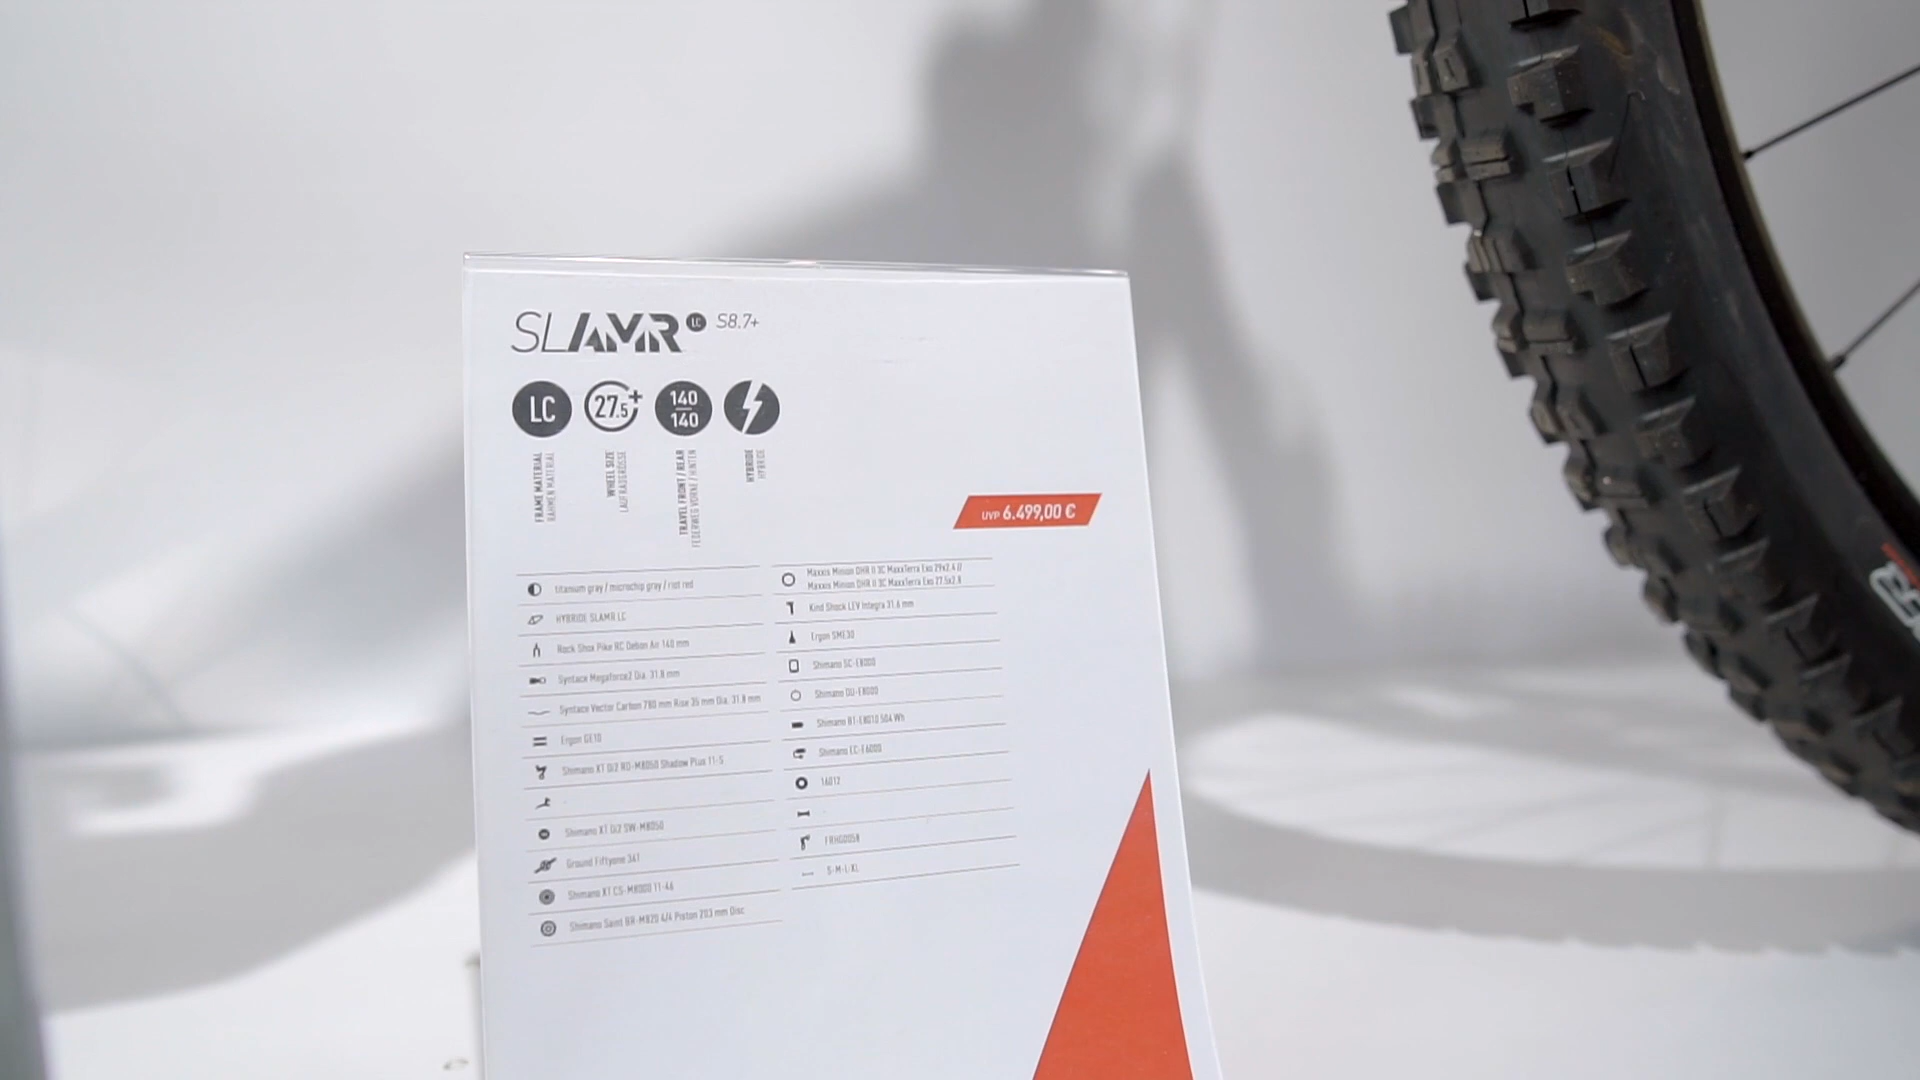 SLAMR LC S8.7+
LC
27.5+
140
140
FRAME MATERIAL
RAHMEN MATERIAL
WHEEL SIZE
LAUFRADGRÖSSE
TRAVEL FRONT / REAR
FEDERWEG VORNE / HINTEN
HYBRIDE
HYBRIDE
UVP 6.499,00 €
titanium grey / microchip grey / riot red
HYBRIDE SLAMR LC
Rock Shox Pike RC Debon Air 140 mm
Syntace Megaforce2 Dia. 31.8 mm
Syntace Vector Carbon 780 mm Rise 35 mm Dia. 31.8 mm
Ergon GE10
Shimano XT Di2 RD-M8050 Shadow Plus 11-S
-
Shimano XT Di2 SW-M8050
Ground Fiftyone 341
Shimano XT CS-M8000 11-46
Shimano Saint BR-M820 4/4 Piston 203 mm Disc
Maxxis Minion DHR II 3C MaxxTerra Exo 29x2.4 //
Maxxis Minion DHR II 3C MaxxTerra Exo 27.5x2.8
Kind Shock LEV Integra 31.6 mm
Ergon SME30
Shimano SC-E8000
Shimano DU-E8000
Shimano BT-E8010 504 Wh
Shimano EC-E6000
16012
-
FRHG0058
S-M-L-XL